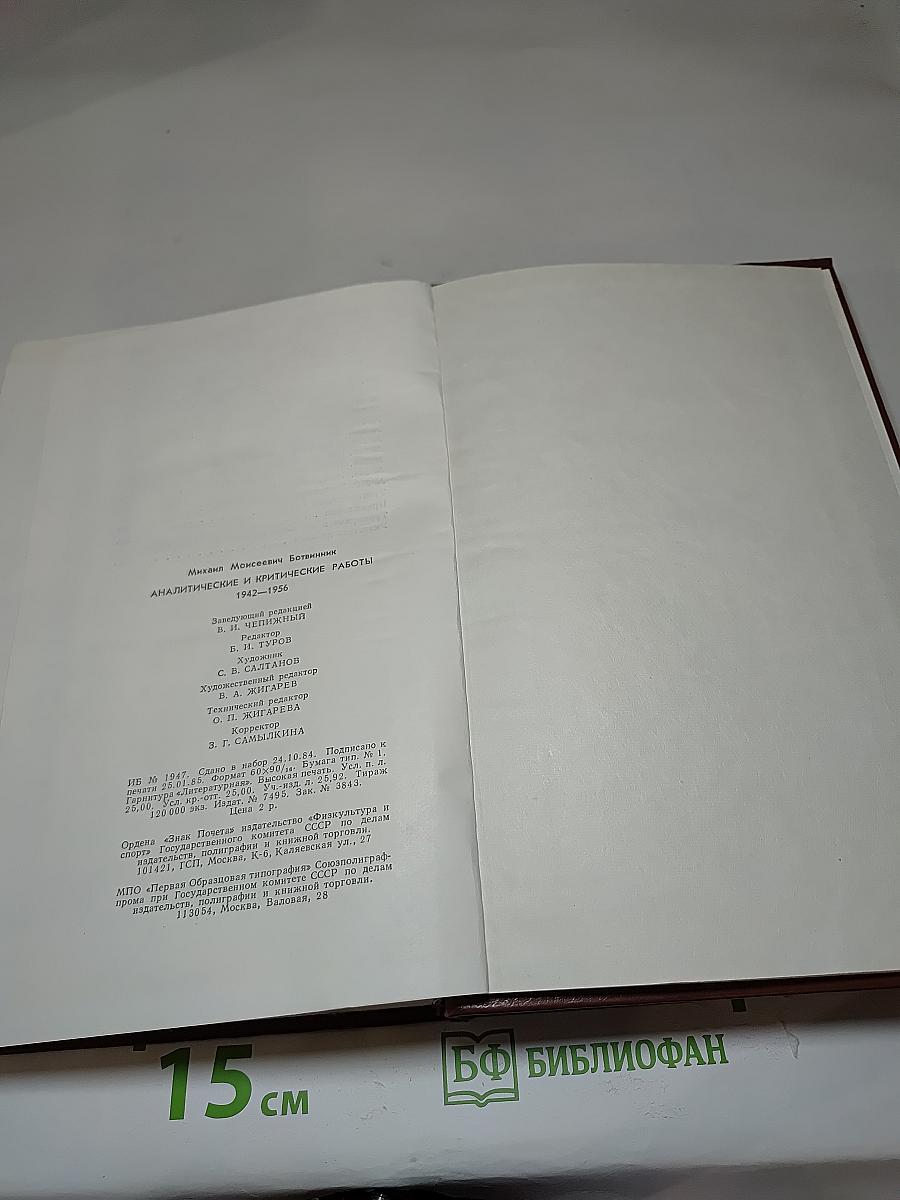 Михаил Моисеевич Ботвинник
АНАЛИТИЧЕСКИЕ И КРИТИЧЕСКИЕ РАБОТЫ
1942—1956
Заведующий редакцией
В. И. ЧЕПИЖНЫЙ
Редактор
Б. И. ТУРОВ
Художник
С. В. САЛТАНОВ
Художественный редактор
В. А. ЖИГАРЕВ
Технический редактор
О. П. ЖИГАРЕВА
Корректор
З. Г. САМЫЛКИНА
ИБ № 1947. Сдано в набор 24.10.84. Подписано к
печати 25.01.85. Формат 60×90/16. Бумага тип. № 1.
Гарнитура «Литературная». Высокая печать. Усл. п. л.
25,00. Усл. кр.-отт. 25,00. Уч.-изд. л. 25,92. Тираж
120 000 экз. Издат. № 7495. Зак. № 3843.
Цена 2 р.
Ордена «Знак Почета» издательство «Физкультура и
спорт» Государственного комитета СССР по делам
издательств, полиграфии и книжной торговли.
101421, ГСП, Москва, К-6, Каляевская ул., 27
МПО «Первая Образцовая типография» Союзполиграф-
прома при Государственном комитете СССР по делам
издательств, полиграфии и книжной торговли.
113054, Москва, Валовая, 28
15 см
БФ БИБЛИОФАН